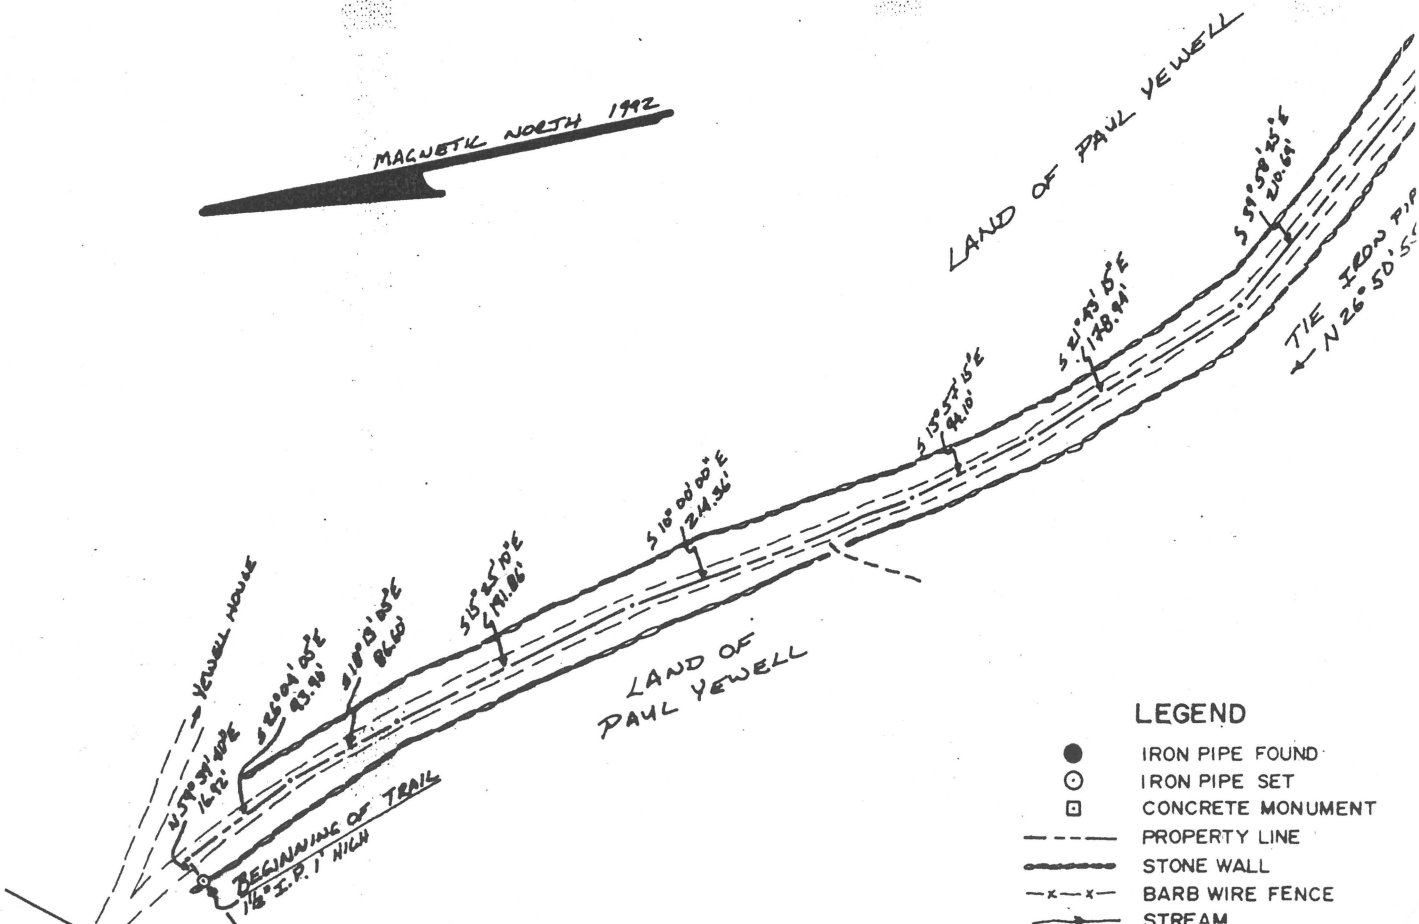 MAGNETIC NORTH 1992
LAND OF PAUL YEWELL
S 59° 58' 25" E
210.69'
TIE IRON PIP
N 26° 50' 5
S 21° 43' 15" E
178.94'
S 15° 57' 15" E
94.10'
S 10° 00' 00" E
214.36'
S 15° 25' 10" E
191.86'
S 18° 13' 05" E
86.60'
S 26° 04' 05" E
93.96'
YEWELL HOUSE
N 59° 39' 40" E
16.92'
LAND OF
PAUL YEWELL
BEGINNING OF TRAIL
1½" I.P. 1' HIGH
LEGEND
IRON PIPE FOUND
IRON PIPE SET
CONCRETE MONUMENT
PROPERTY LINE
STONE WALL
BARB WIRE FENCE
STREAM